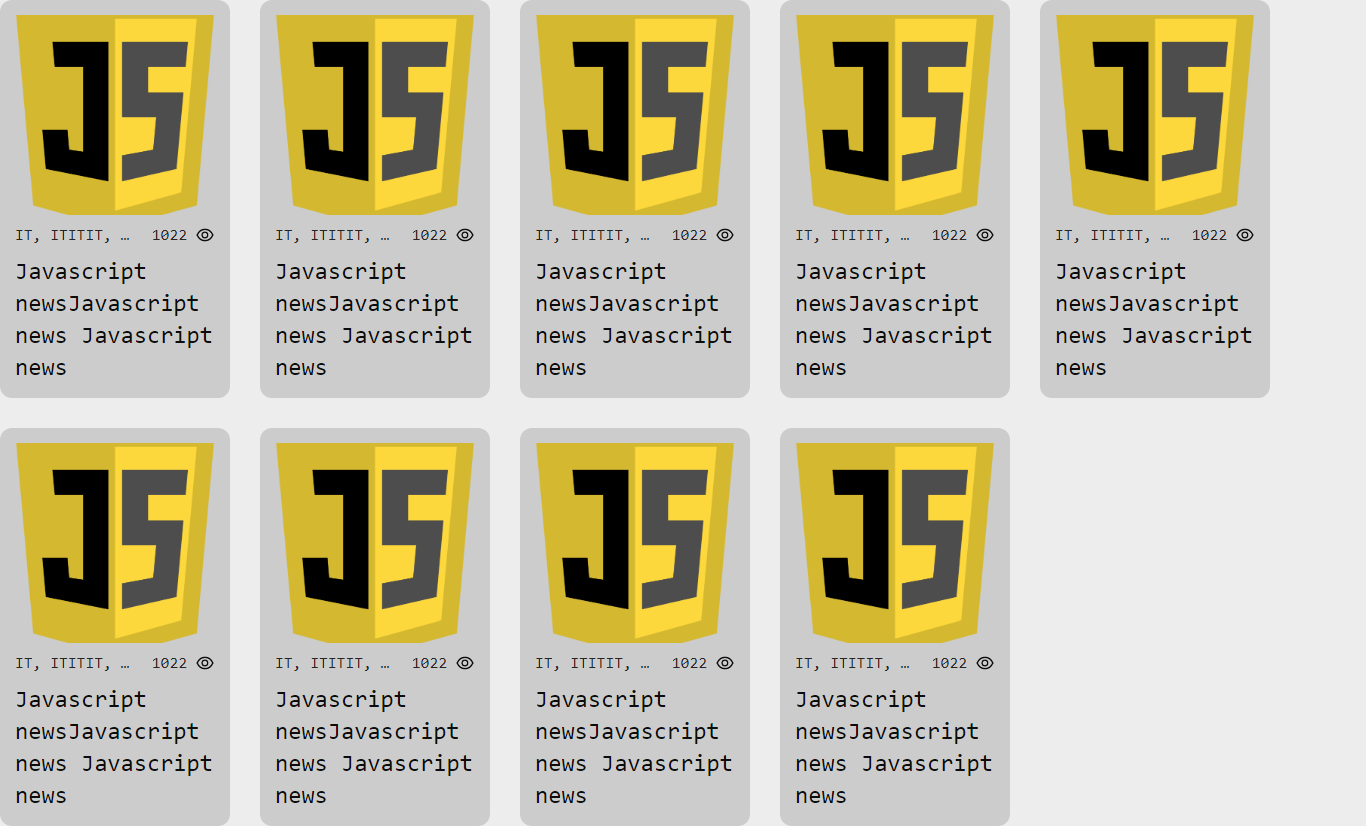 JS JS JS JS JS
IT, ITITIT, … 1022 IT, ITITIT, … 1022 IT, ITITIT, … 1022 IT, ITITIT, … 1022 IT, ITITIT, … 1022
Javascript Javascript Javascript Javascript Javascript
newsJavascript newsJavascript newsJavascript newsJavascript newsJavascript
news Javascript news Javascript news Javascript news Javascript news Javascript
news news news news news
JS JS JS JS
IT, ITITIT, … 1022 IT, ITITIT, … 1022 IT, ITITIT, … 1022 IT, ITITIT, … 1022
Javascript Javascript Javascript Javascript
newsJavascript newsJavascript newsJavascript newsJavascript
news Javascript news Javascript news Javascript news Javascript
news news news news